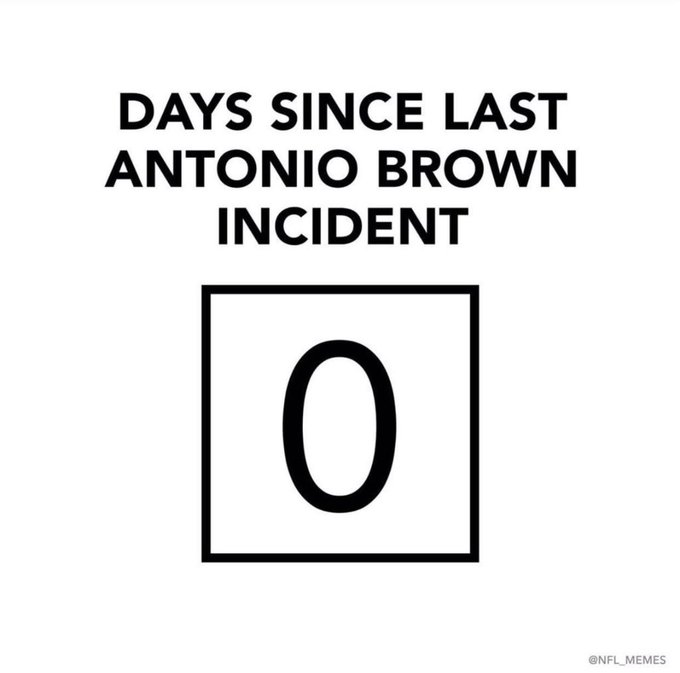 DAYS SINCE LAST
ANTONIO BROWN
INCIDENT
0
@NFL_MEMES